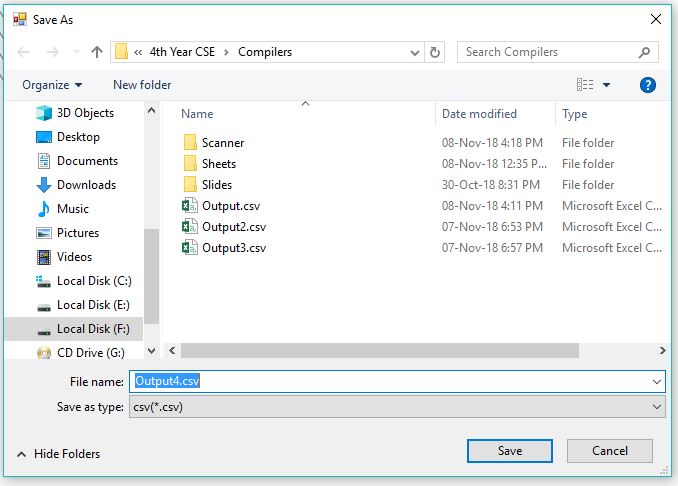 Save As
« 4th Year CSE › Compilers
Search Compilers
Organize
New folder
?
3D Objects
Desktop
Documents
Downloads
Music
Pictures
Videos
Local Disk (C:)
Local Disk (E:)
Local Disk (F:)
CD Drive (G:)
Name Date modified Type
Scanner 08-Nov-18 4:18 PM File folder
Sheets 08-Nov-18 12:35 P... File folder
Slides 30-Oct-18 8:31 PM File folder
Output.csv 08-Nov-18 4:11 PM Microsoft Excel C...
Output2.csv 07-Nov-18 6:53 PM Microsoft Excel C...
Output3.csv 07-Nov-18 6:57 PM Microsoft Excel C...
File name: Output4.csv
Save as type: csv(*.csv)
Hide Folders
Save
Cancel